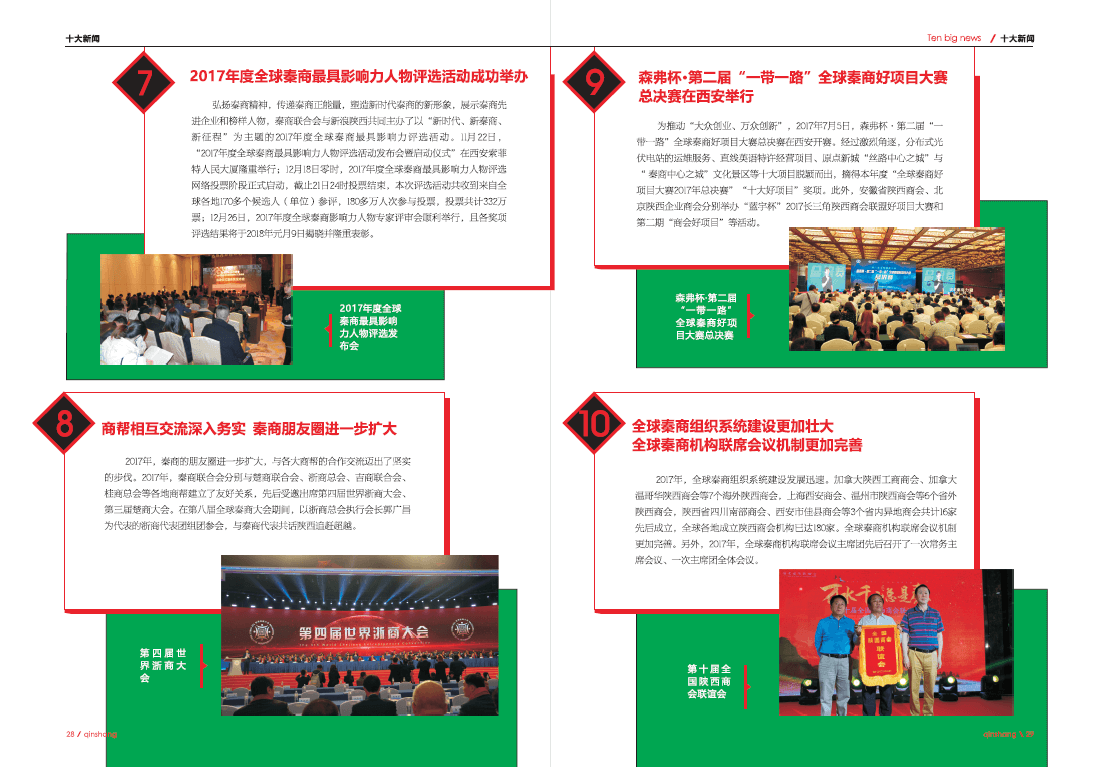 十大新闻
7
2017年度全球秦商最具影响力人物评选活动成功举办
弘扬秦商精神，传递秦商正能量，塑造新时代秦商的新形象，展示秦商先
进企业和榜样人物，秦商联合会与新浪陕西共同主办了以“新时代、新秦商、
新征程”为主题的2017年度全球秦商最具影响力评选活动。11月22日，
“2017年度全球秦商最具影响力人物评选活动发布会暨启动仪式”在西安索菲
特人民大厦隆重举行；12月18日零时，2017年度全球秦商最具影响力人物评选
网络投票阶段正式启动，截止21日24时投票结束，本次评选活动共收到来自全
球各地170多个候选人（单位）参评，180多万人次参与投票，投票共计332万
票；12月26日，2017年度全球秦商影响力人物专家评审会顺利举行，且各奖项
评选结果将于2018年元月9日揭晓并隆重表彰。
2017年度全球
秦商最具影响
力人物评选发
布会
8
商帮相互交流深入务实 秦商朋友圈进一步扩大
2017年，秦商的朋友圈进一步扩大，与各大商帮的合作交流迈出了坚实
的步伐。2017年，秦商联合会分别与楚商联合会、浙商总会、吉商联合会、
桂商总会等各地商帮建立了友好关系，先后受邀出席第四届世界浙商大会、
第三届楚商大会。在第八届全球秦商大会期间，以浙商总会执行会长郭广昌
为代表的浙商代表团组团参会，与秦商代表共话陕西追赶超越。
第四届世界浙商大会
第四届世
界浙商大
会
28 / qinshang
Ten big news / 十大新闻
9
森弗杯·第二届“一带一路”全球秦商好项目大赛
总决赛在西安举行
为推动“大众创业、万众创新”，2017年7月5日，森弗杯·第二届“一
带一路”全球秦商好项目大赛总决赛在西安开赛。经过激烈角逐，分布式光
伏电站的运维服务、直线英语特许经营项目、原点新城“丝路中心之城”与
“秦商中心之城”文化景区等十大项目脱颖而出，摘得本年度“全球秦商好
项目大赛2017年总决赛”“十大好项目”奖项。此外，安徽省陕西商会、北
京陕西企业商会分别举办“蓝宇杯”2017长三角陕西商会联盟好项目大赛和
第二期“商会好项目”等活动。
森弗杯·第二届
“一带一路”
全球秦商好项
目大赛总决赛
10
全球秦商组织系统建设更加壮大
全球秦商机构联席会议机制更加完善
2017年，全球秦商组织系统建设发展迅速，加拿大陕西工商商会、加拿大
温哥华陕西商会等7个海外陕西商会，上海西安商会、温州市陕西商会等6个省外
陕西商会，陕西省四川南部商会、西安市佳县商会等3个省内异地商会共计16家
先后成立，全球各地成立陕西商会机构已达180家。全球秦商机构联席会议机制
更加完善。另外，2017年，全球秦商机构联席会议主席团先后召开了一次常务主
席会议、一次主席团全体会议。
联谊会
第十届全
国陕西商
会联谊会